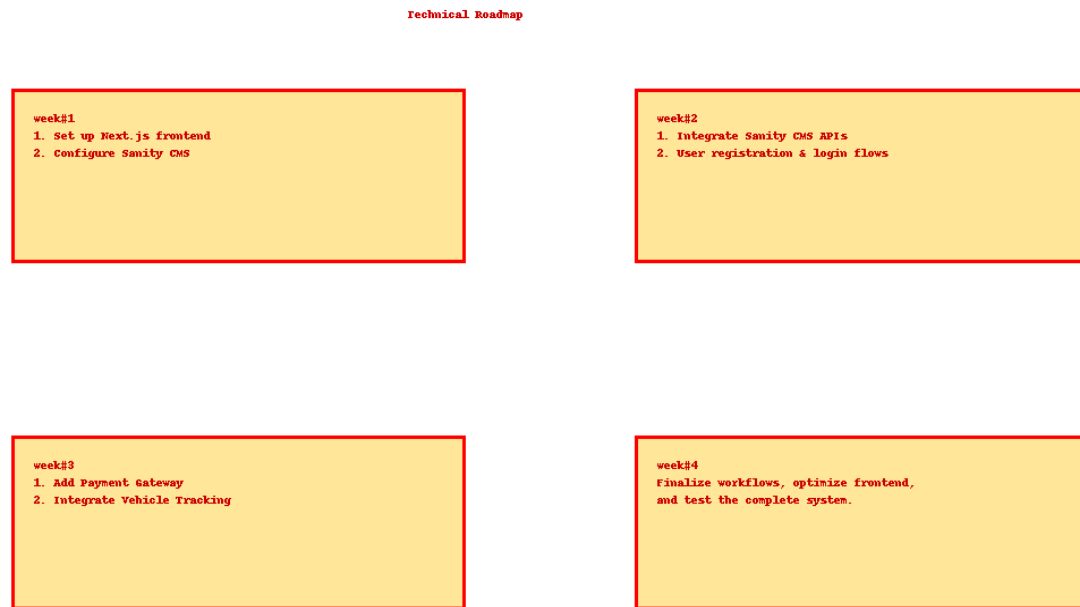 Technical Roadmap
week#1
1. Set up Next.js frontend
2. Configure Sanity CMS
week#2
1. Integrate Sanity CMS APIs
2. User registration & login flows
week#3
1. Add Payment Gateway
2. Integrate Vehicle Tracking
week#4
Finalize workflows, optimize frontend,
and test the complete system.